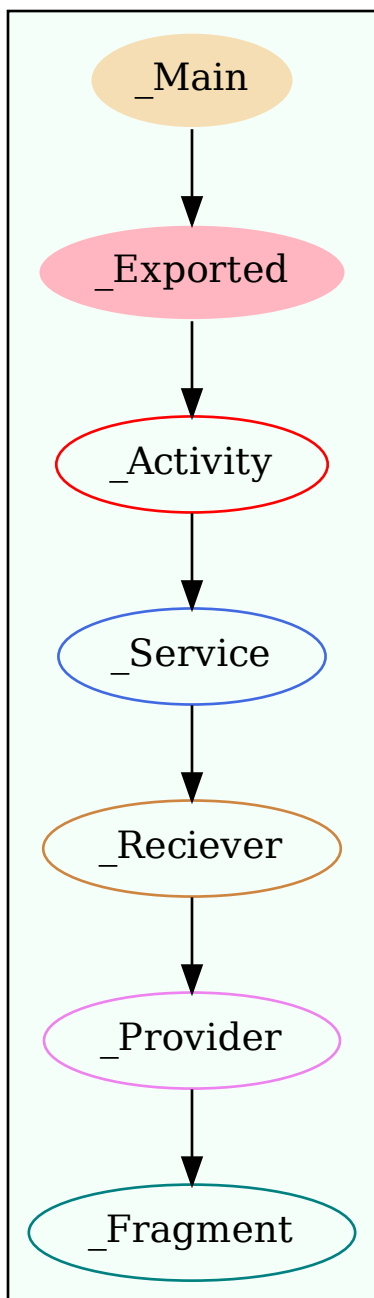 _Main
_Exported
_Activity
_Service
_Reciever
_Provider
_Fragment